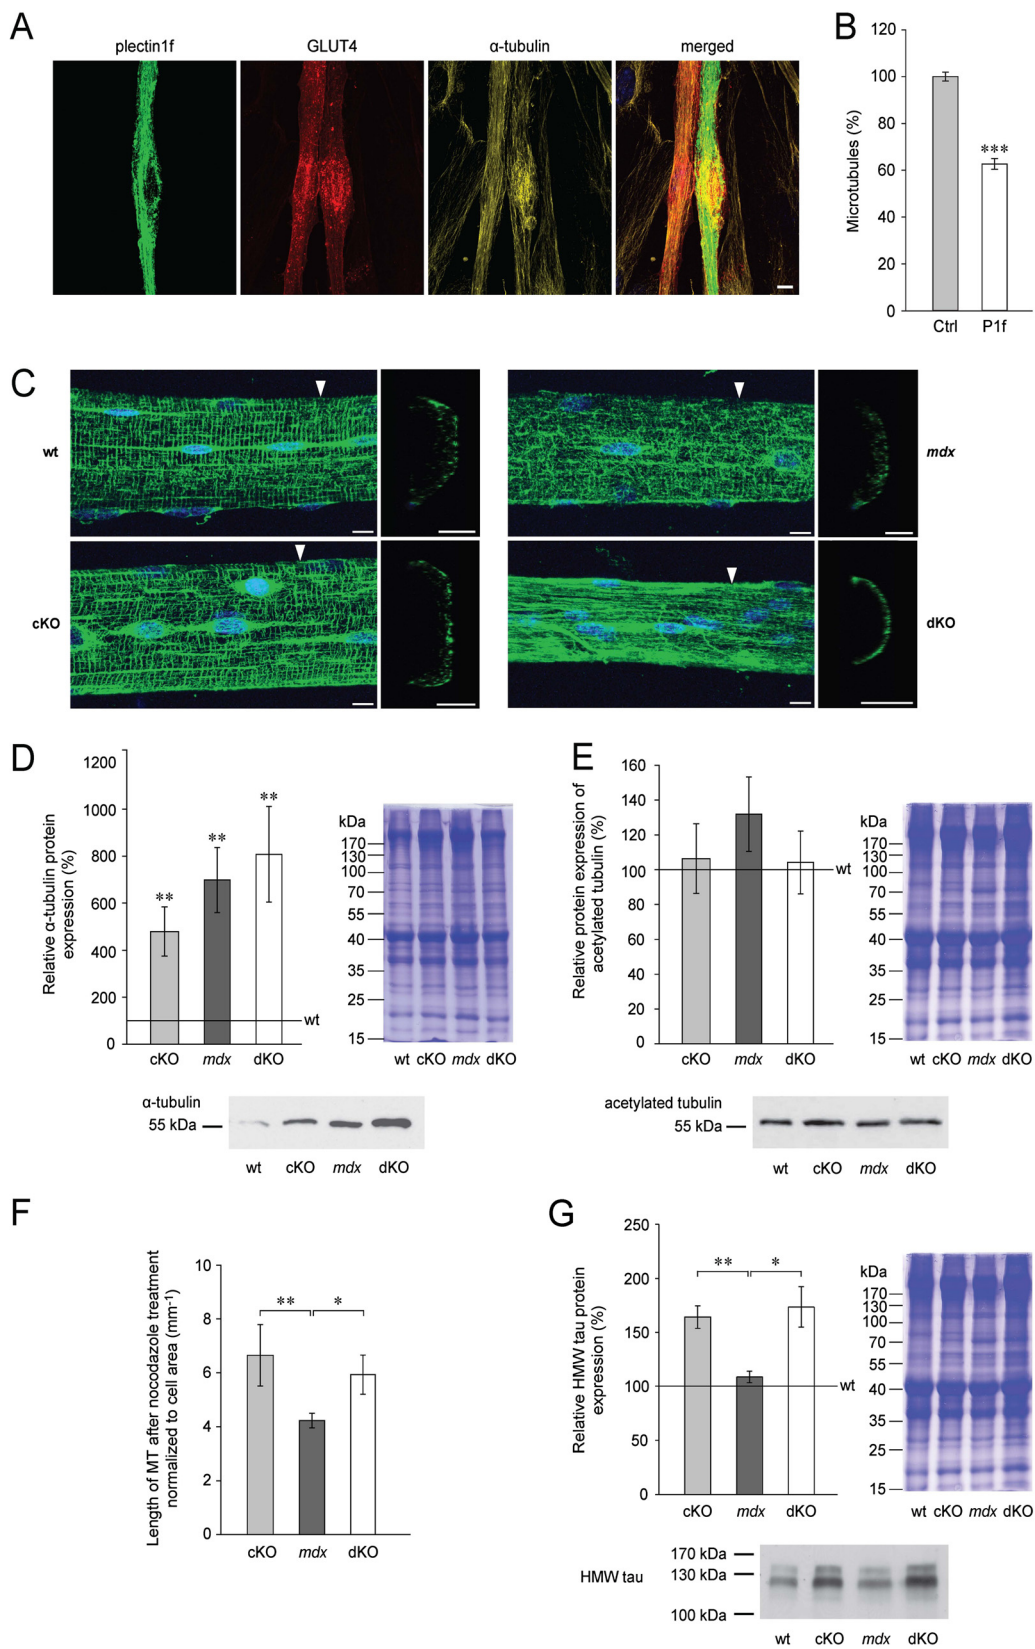 A
plectin1f GLUT4 α-tubulin merged
B
Microtubules (%)
120
100
80
60
40
20
0
***
Ctrl P1f
C
wt
mdx
cKO
dKO
D
Relative α-tubulin protein
expression (%)
1200
1000
800
600
400
200
0
**
**
**
wt
cKO mdx dKO
kDa
170
130
100
70
55
40
35
25
15
wt cKO mdx dKO
α-tubulin
55 kDa
wt cKO mdx dKO
E
Relative protein expression of
acetylated tubulin (%)
160
140
120
100
80
60
40
20
0
wt
cKO mdx dKO
kDa
170
130
100
70
55
40
35
25
15
wt cKO mdx dKO
acetylated tubulin
55 kDa
wt cKO mdx dKO
F
Length of MT after nocodazole treatment
normalized to cell area (mm⁻¹)
10
8
6
4
2
0
** *
cKO mdx dKO
G
Relative HMW tau protein
expression (%)
250
200
150
100
50
0
** *
wt
cKO mdx dKO
kDa
170
130
100
70
55
40
35
25
15
wt cKO mdx dKO
HMW tau
170 kDa
130 kDa
100 kDa
wt cKO mdx dKO